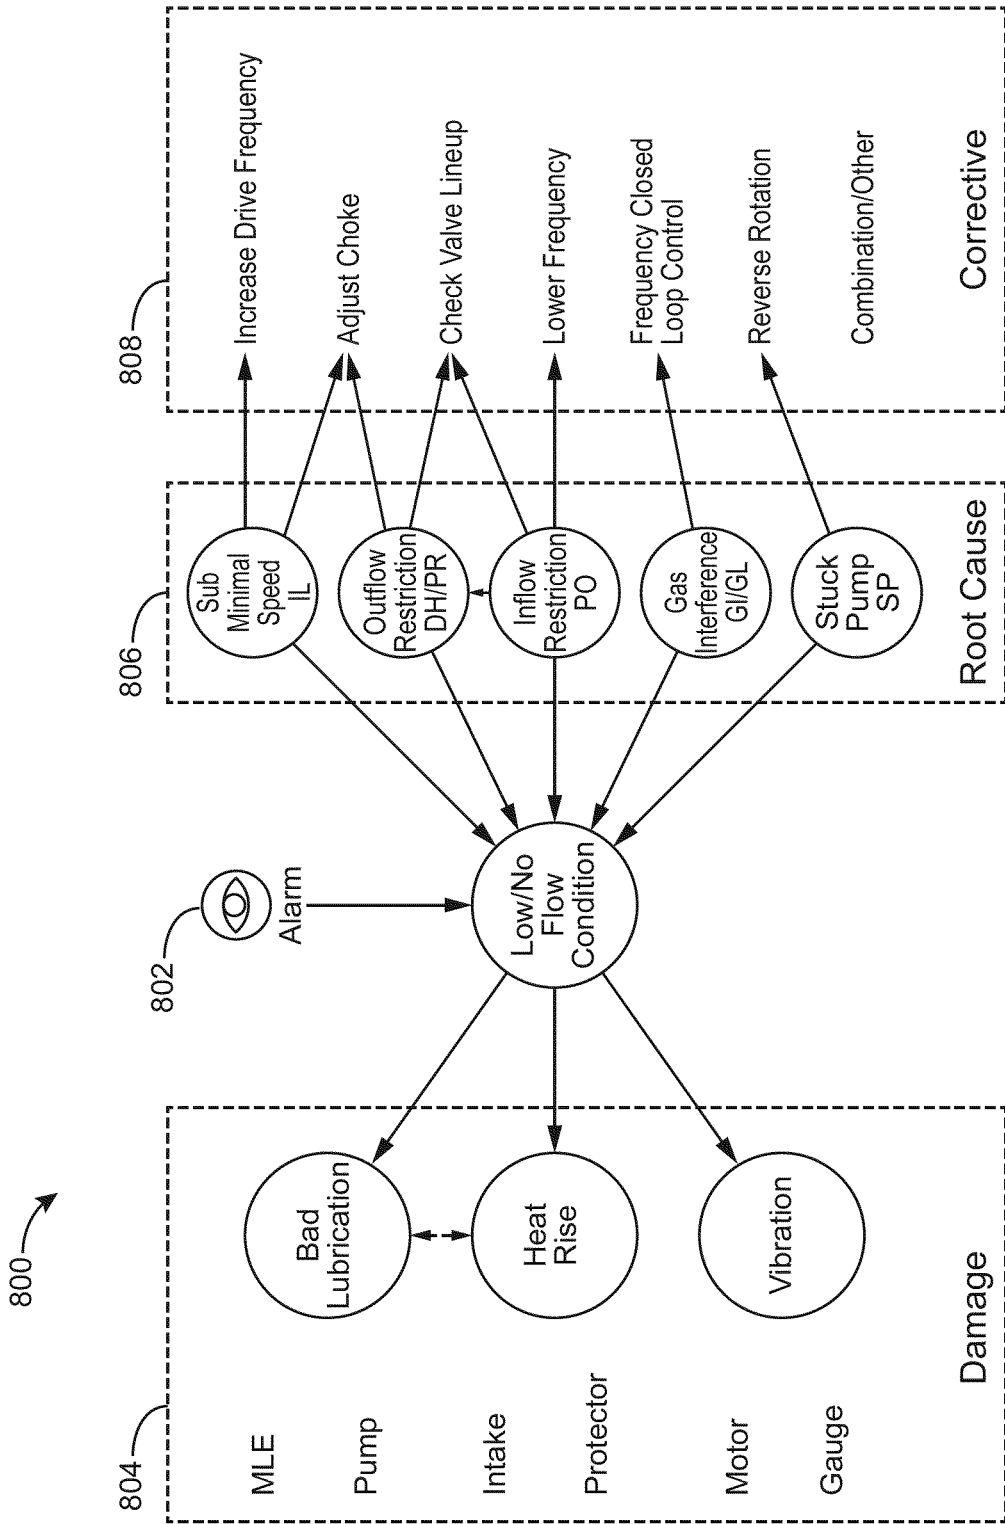 800
804
MLE
Pump
Intake
Protector
Motor
Gauge
Bad
Lubrication
Heat
Rise
Vibration
Damage
802
Alarm
Low/No
Flow
Condition
806
Sub
Minimal
Speed
IL
Outflow
Restriction
DH/PR
Inflow
Restriction
PO
Gas
Interference
GI/GL
Stuck
Pump
SP
Root Cause
808
Increase Drive Frequency
Adjust Choke
Check Valve Lineup
Lower Frequency
Frequency Closed
Loop Control
Reverse Rotation
Combination/Other
Corrective